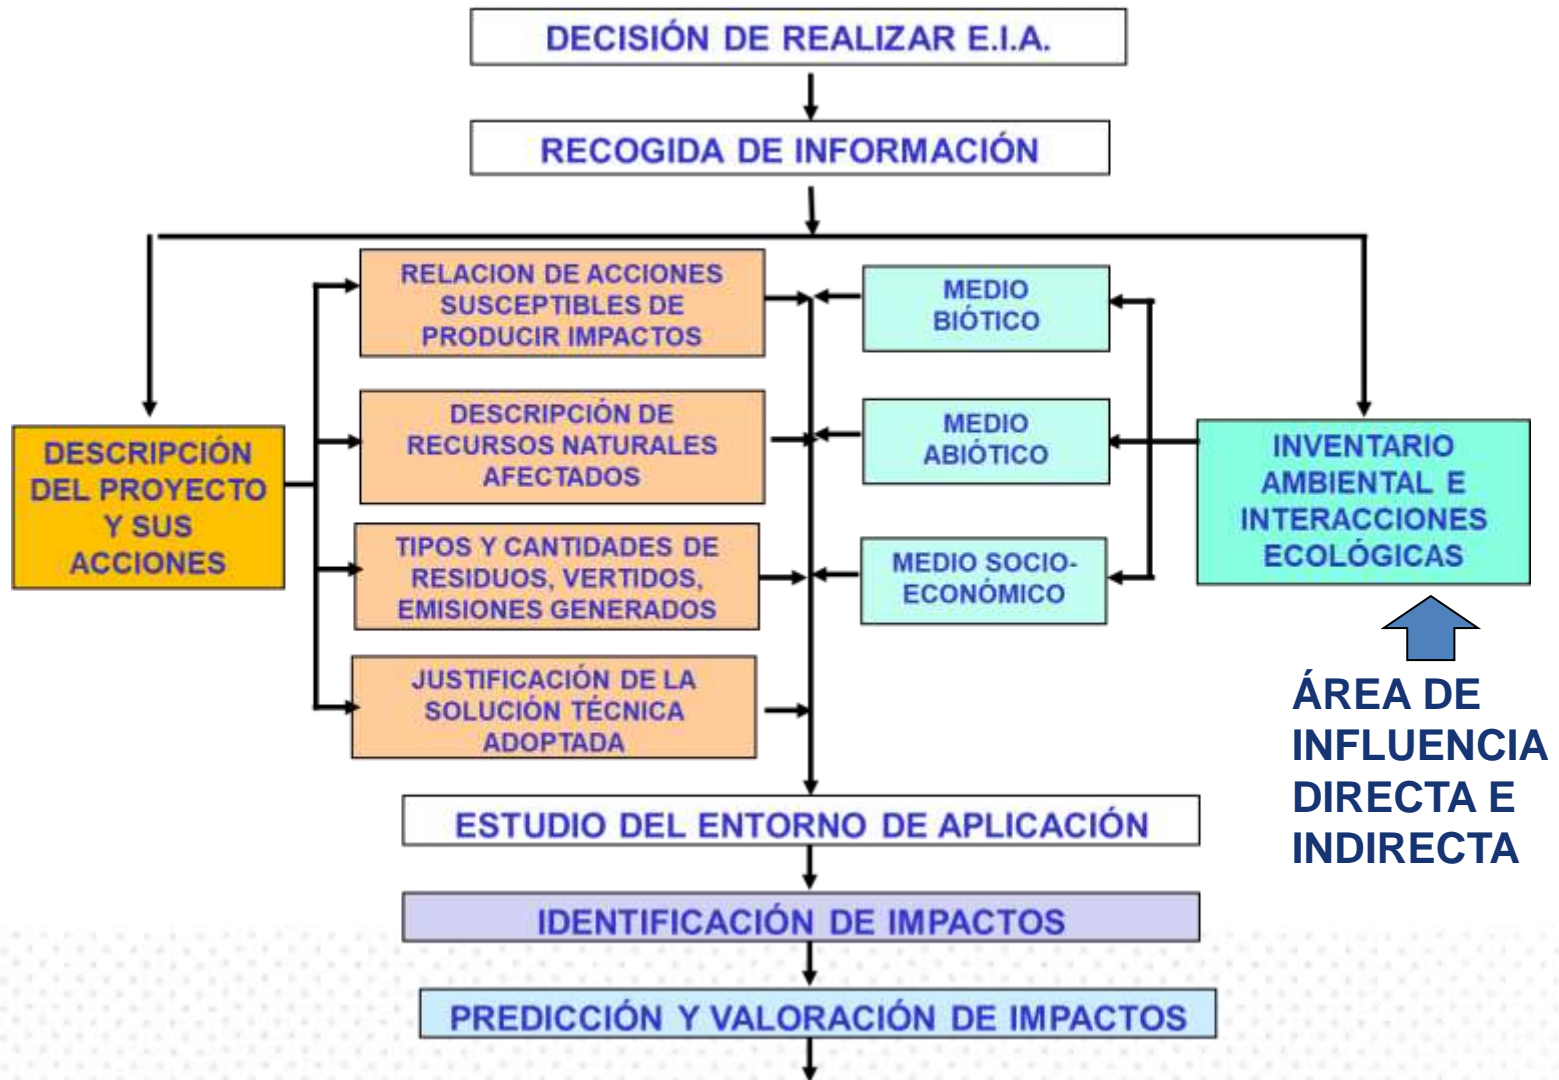 DECISIÓN DE REALIZAR E.I.A.
RECOGIDA DE INFORMACIÓN
RELACION DE ACCIONES
SUSCEPTIBLES DE
PRODUCIR IMPACTOS
MEDIO
BIÓTICO
DESCRIPCIÓN DE
RECURSOS NATURALES
AFECTADOS
MEDIO
ABIÓTICO
DESCRIPCIÓN
DEL PROYECTO
Y SUS
ACCIONES
INVENTARIO
AMBIENTAL E
INTERACCIONES
ECOLÓGICAS
TIPOS Y CANTIDADES DE
RESIDUOS, VERTIDOS,
EMISIONES GENERADOS
MEDIO SOCIO-
ECONÓMICO
JUSTIFICACIÓN DE LA
SOLUCIÓN TÉCNICA
ADOPTADA
ÁREA DE
INFLUENCIA
DIRECTA E
INDIRECTA
ESTUDIO DEL ENTORNO DE APLICACIÓN
IDENTIFICACIÓN DE IMPACTOS
PREDICCIÓN Y VALORACIÓN DE IMPACTOS